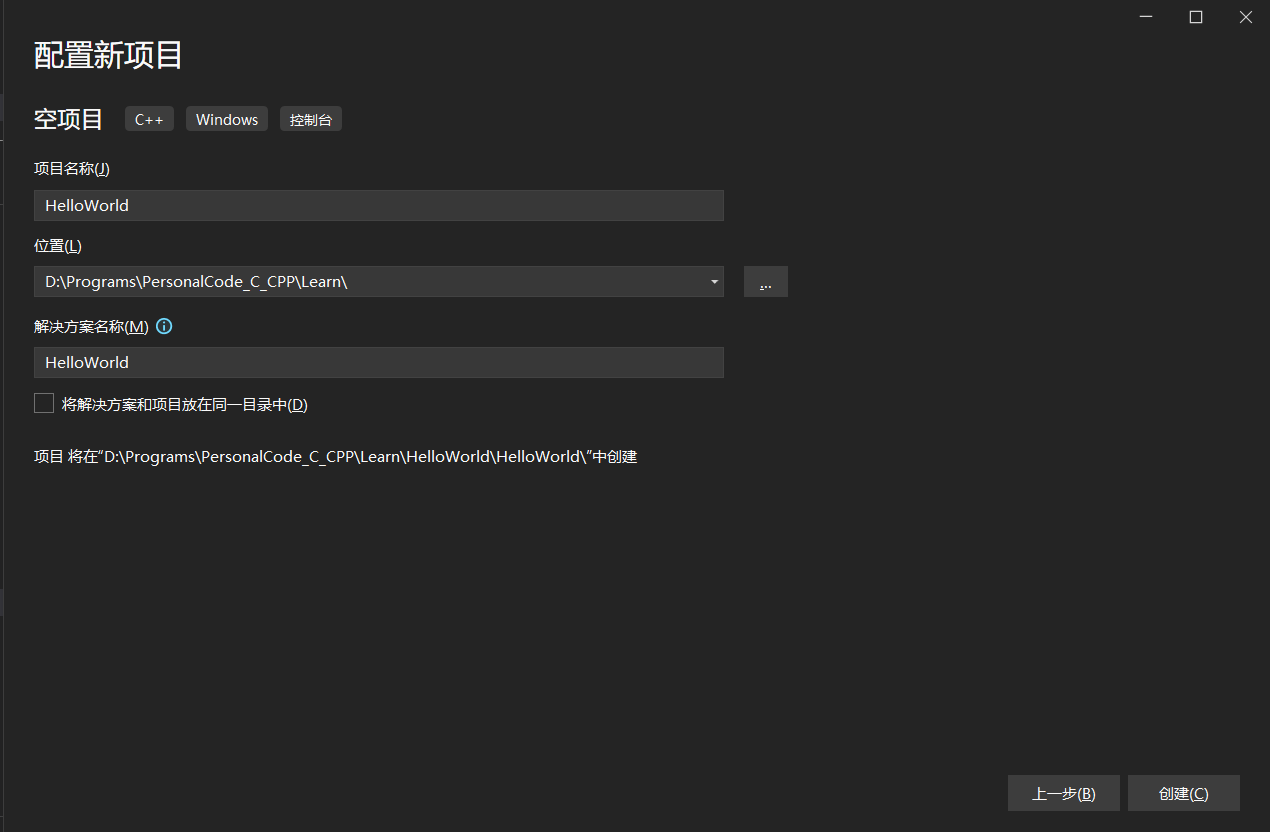 配置新项目
空项目 C++ Windows 控制台
项目名称(J)
HelloWorld
位置(L)
D:\Programs\PersonalCode_C_CPP\Learn\
...
解决方案名称(M)
HelloWorld
将解决方案和项目放在同一目录中(D)
项目 将在“D:\Programs\PersonalCode_C_CPP\Learn\HelloWorld\HelloWorld\”中创建
上一步(B) 创建(C)